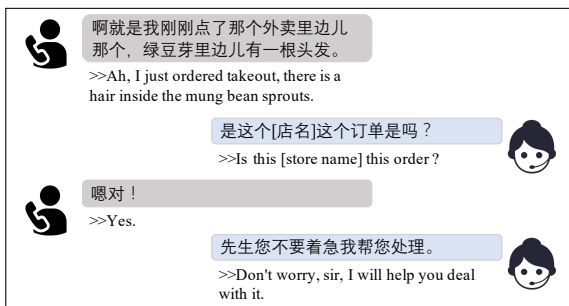 啊就是我刚刚点了那个外卖里边儿
那个，绿豆芽里边儿有一根头发。
>>Ah, I just ordered takeout, there is a
hair inside the mung bean sprouts.
是这个[店名]这个订单是吗？
>>Is this [store name] this order ?
嗯对！
>>Yes.
先生您不要着急我帮您处理。
>>Don't worry, sir, I will help you deal
with it.